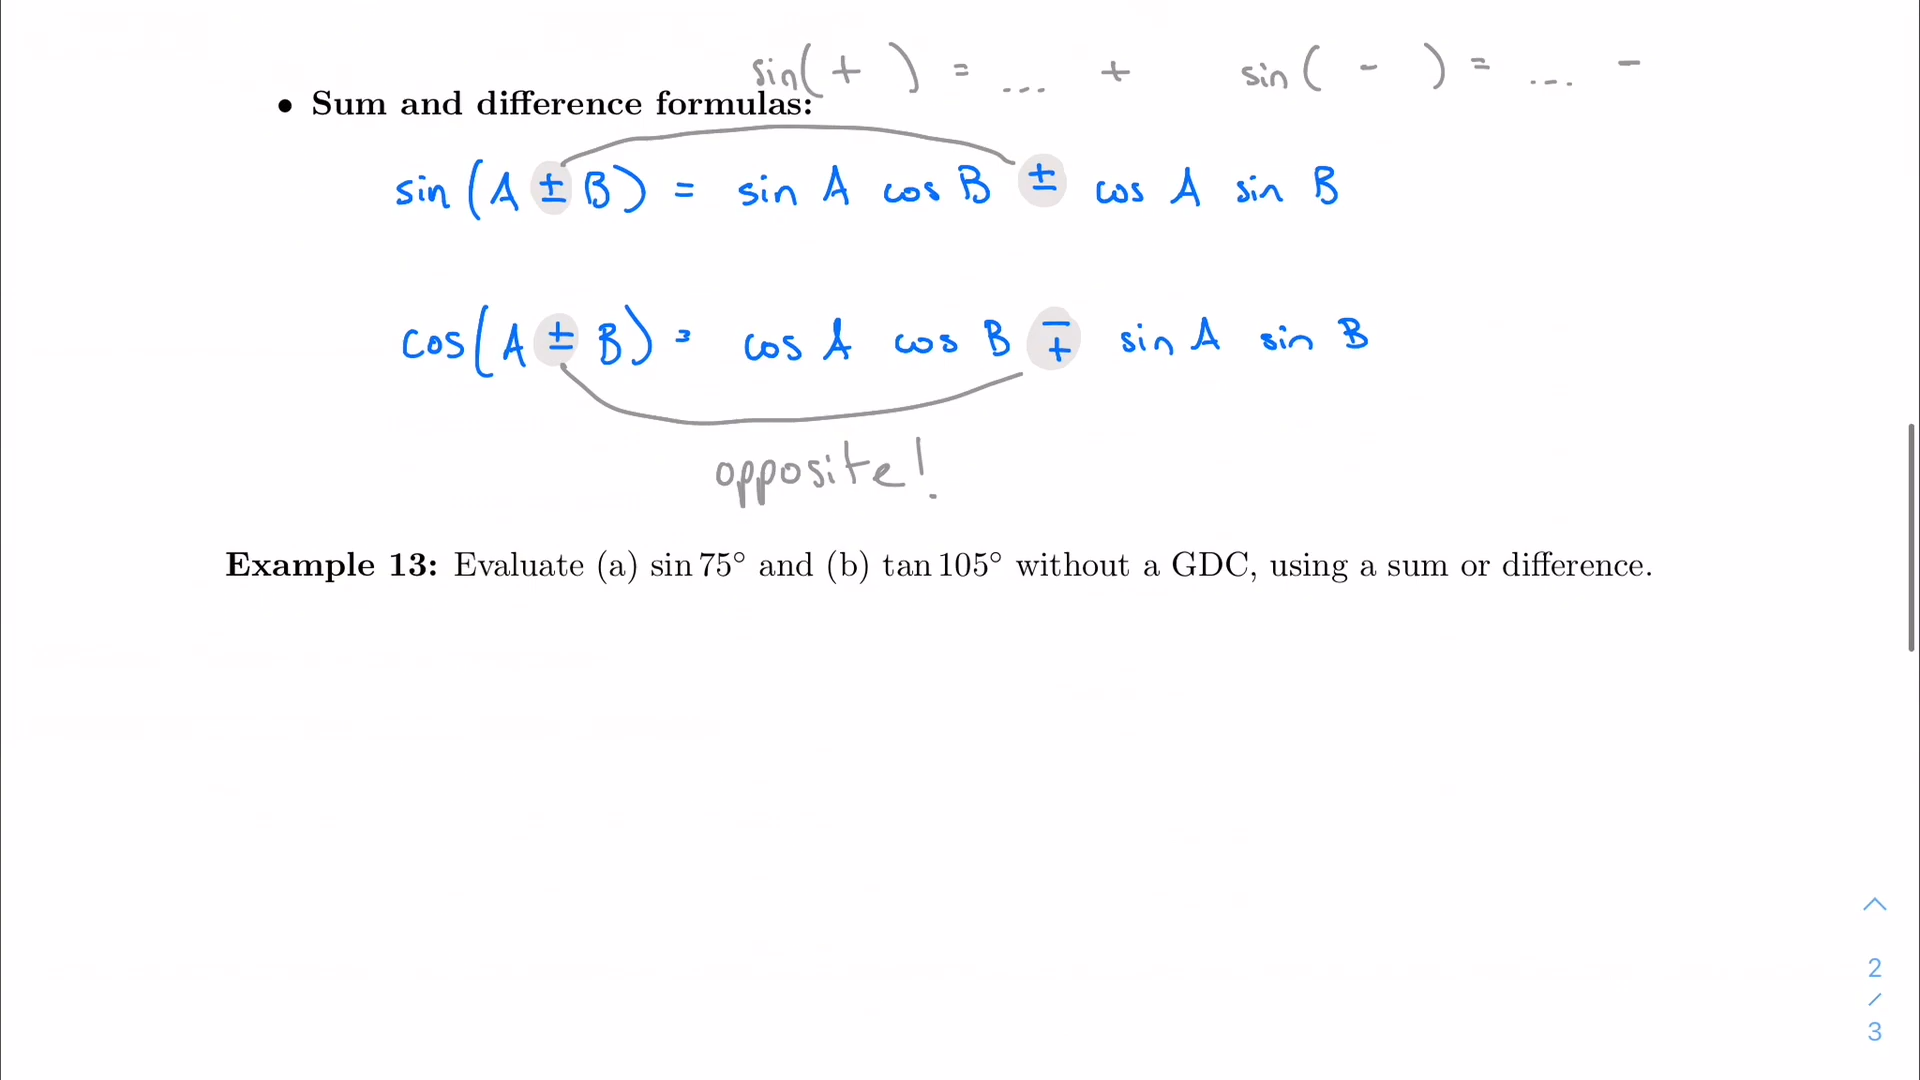 sin( + ) = ... + sin( - ) = ... -
• Sum and difference formulas:
sin(A ± B) = sin A cos B ± cos A sin B
cos(A ± B) = cos A cos B ∓ sin A sin B
opposite!
Example 13: Evaluate (a) sin 75° and (b) tan 105° without a GDC, using a sum or difference.
2
/
3